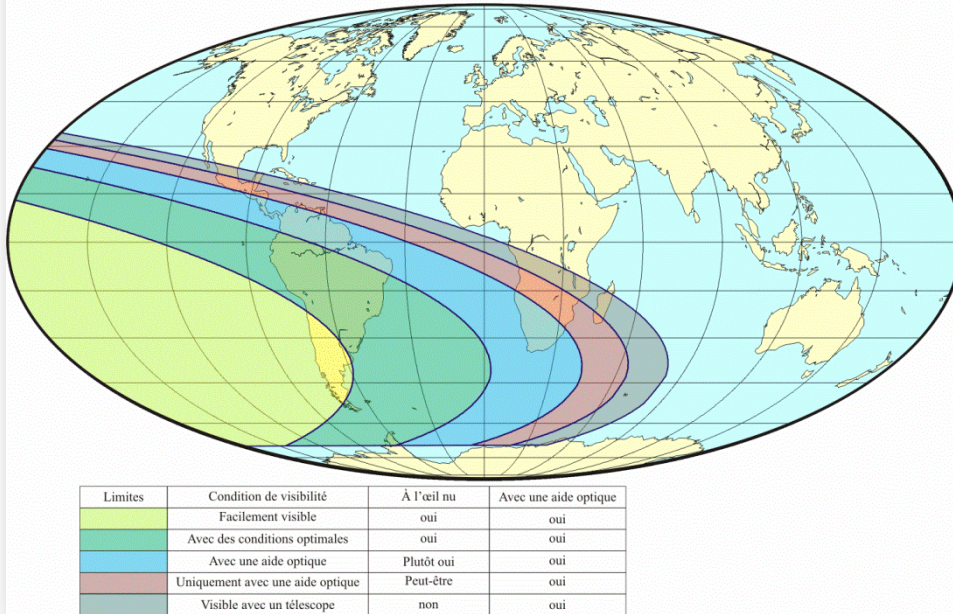 Limites Condition de visibilité À l'œil nu Avec une aide optique
Facilement visible oui oui
Avec des conditions optimales oui oui
Avec une aide optique Plutôt oui oui
Uniquement avec une aide optique Peut-être oui
Visible avec un télescope non oui